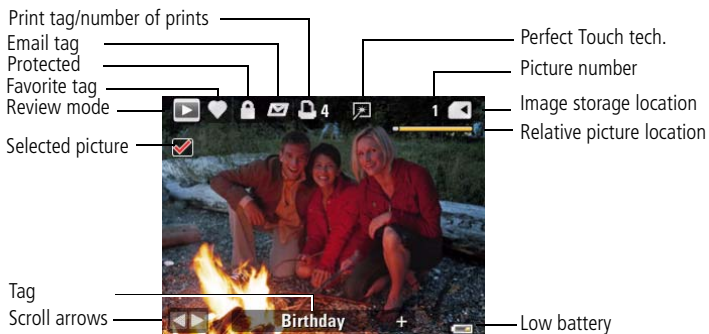 Print tag/number of prints
Email tag
Protected
Favorite tag
Review mode
Selected picture
Perfect Touch tech.
Picture number
Image storage location
Relative picture location
4
1
Tag
Scroll arrows
Birthday +
Low battery